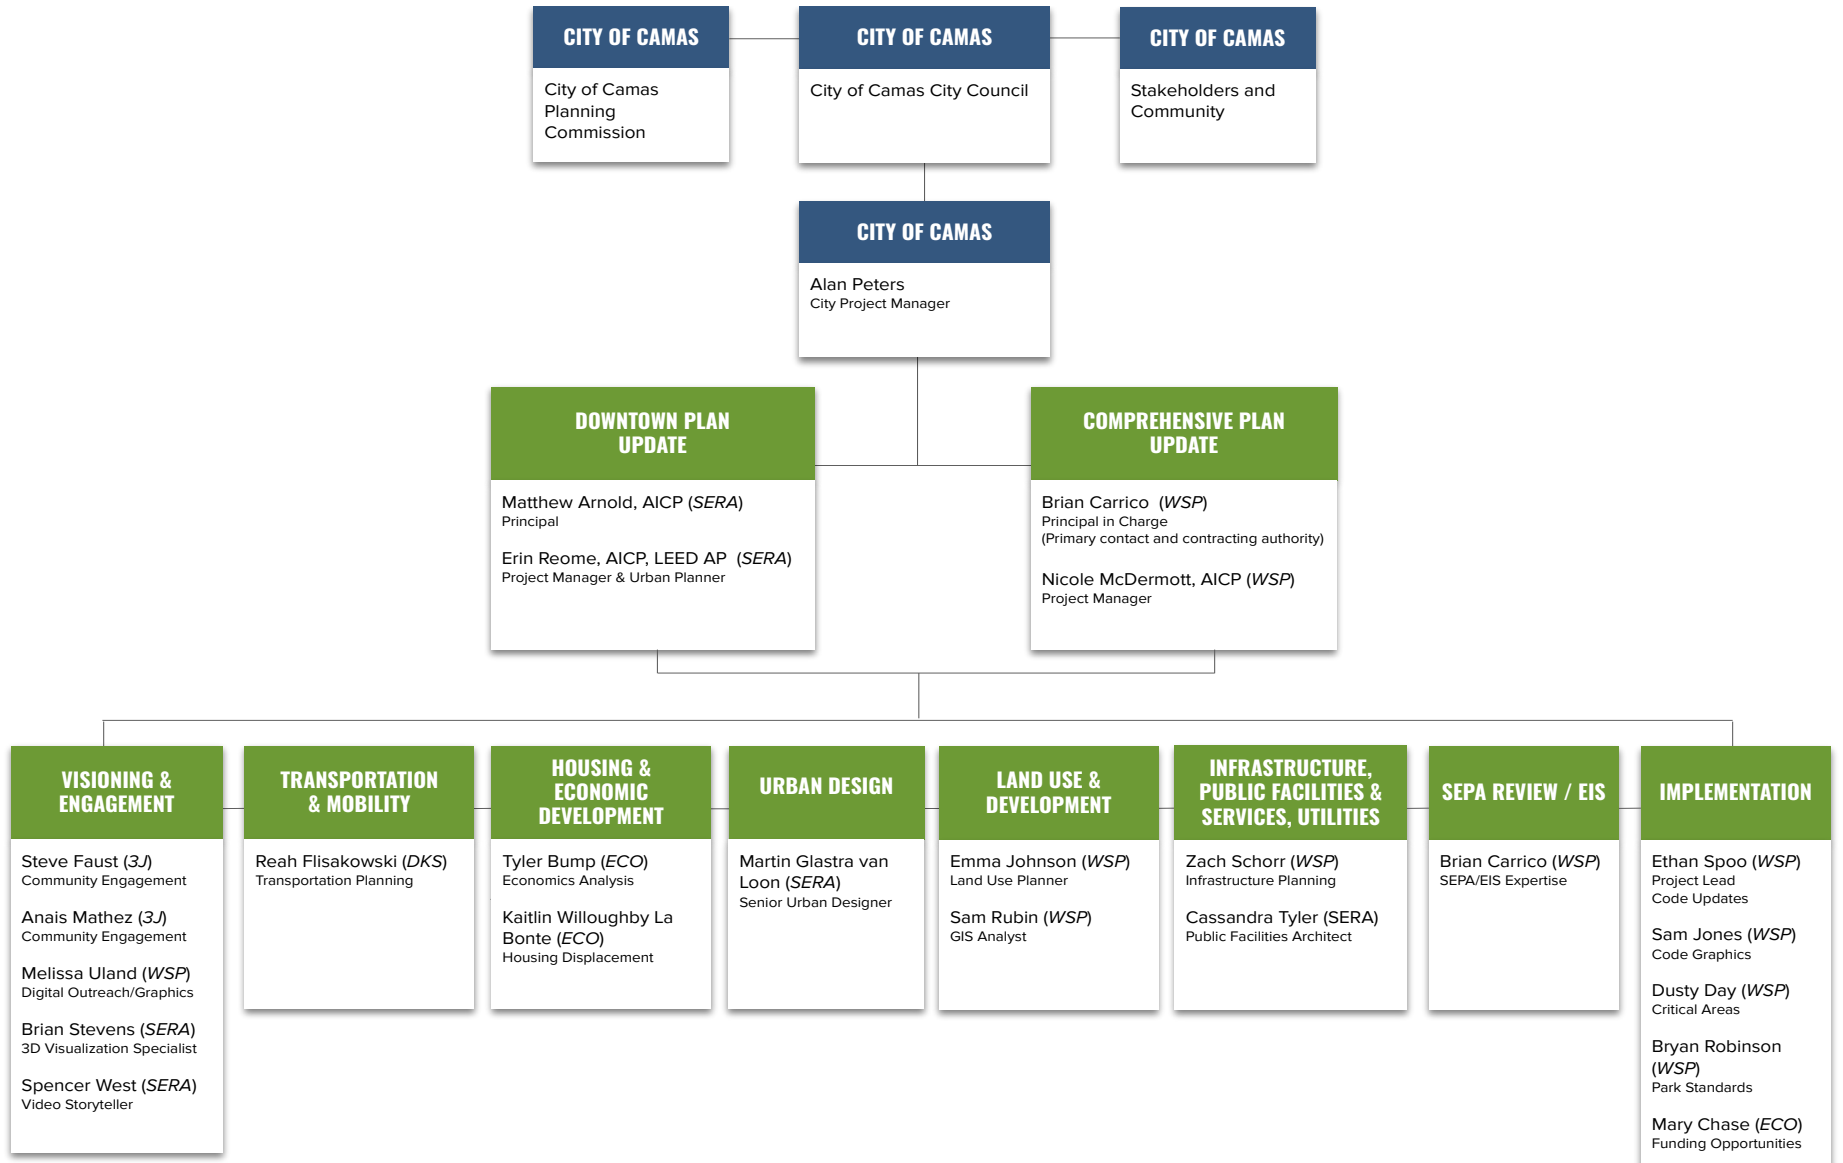 CITY OF CAMAS
City of Camas
Planning
Commission
CITY OF CAMAS
City of Camas City Council
CITY OF CAMAS
Stakeholders and
Community
CITY OF CAMAS
Alan Peters
City Project Manager
DOWNTOWN PLAN
UPDATE
Matthew Arnold, AICP (SERA)
Principal
Erin Reome, AICP, LEED AP (SERA)
Project Manager & Urban Planner
COMPREHENSIVE PLAN
UPDATE
Brian Carrico (WSP)
Principal in Charge
(Primary contact and contracting authority)
Nicole McDermott, AICP (WSP)
Project Manager
VISIONING &
ENGAGEMENT
Steve Faust (3J)
Community Engagement
Anais Mathez (3J)
Community Engagement
Melissa Uland (WSP)
Digital Outreach/Graphics
Brian Stevens (SERA)
3D Visualization Specialist
Spencer West (SERA)
Video Storyteller
TRANSPORTATION
& MOBILITY
Reah Flisakowski (DKS)
Transportation Planning
HOUSING &
ECONOMIC
DEVELOPMENT
Tyler Bump (ECO)
Economics Analysis
Kaitlin Willoughby La
Bonte (ECO)
Housing Displacement
URBAN DESIGN
Martin Glastra van
Loon (SERA)
Senior Urban Designer
LAND USE &
DEVELOPMENT
Emma Johnson (WSP)
Land Use Planner
Sam Rubin (WSP)
GIS Analyst
INFRASTRUCTURE,
PUBLIC FACILITIES &
SERVICES, UTILITIES
Zach Schorr (WSP)
Infrastructure Planning
Cassandra Tyler (SERA)
Public Facilities Architect
SEPA REVIEW / EIS
Brian Carrico (WSP)
SEPA/EIS Expertise
IMPLEMENTATION
Ethan Spoo (WSP)
Project Lead
Code Updates
Sam Jones (WSP)
Code Graphics
Dusty Day (WSP)
Critical Areas
Bryan Robinson
(WSP)
Park Standards
Mary Chase (ECO)
Funding Opportunities